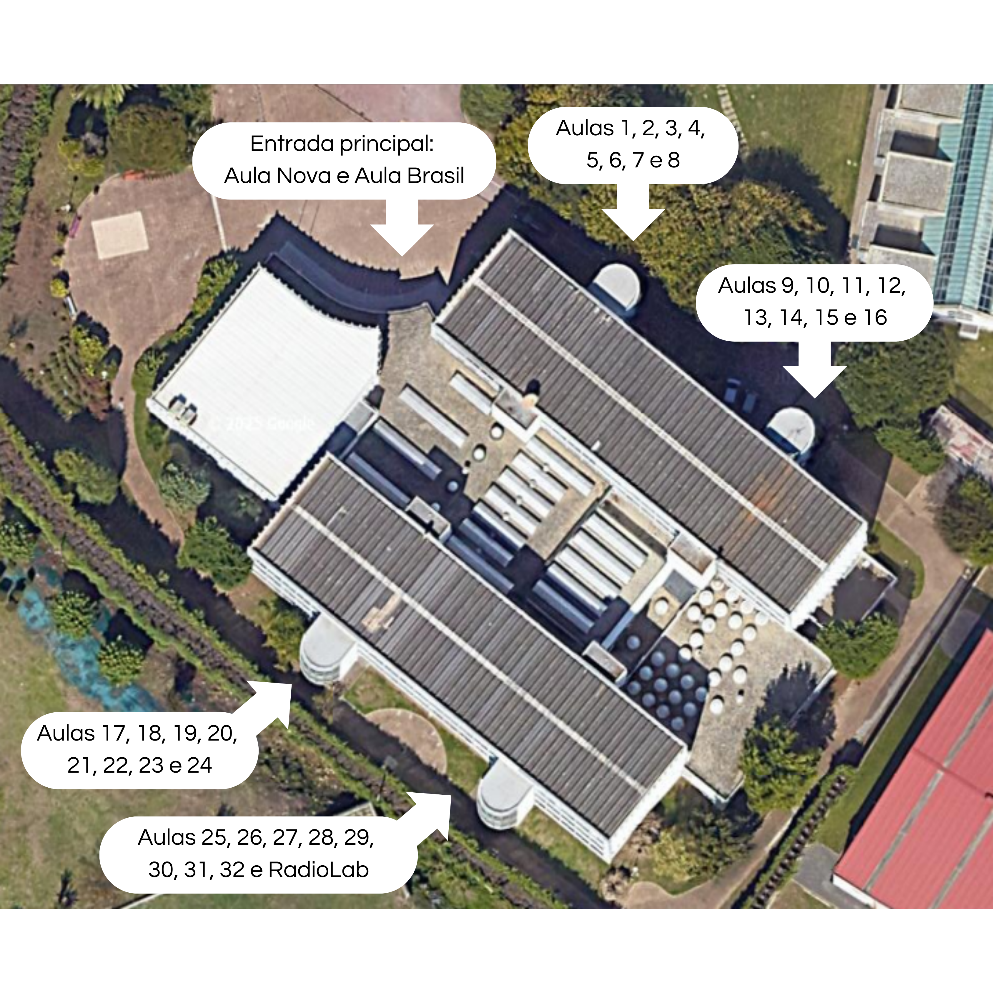 Entrada principal:
Aula Nova e Aula Brasil
Aulas 1, 2, 3, 4,
5, 6, 7 e 8
Aulas 9, 10, 11, 12,
13, 14, 15 e 16
Aulas 17, 18, 19, 20,
21, 22, 23 e 24
Aulas 25, 26, 27, 28, 29,
30, 31, 32 e RadioLab